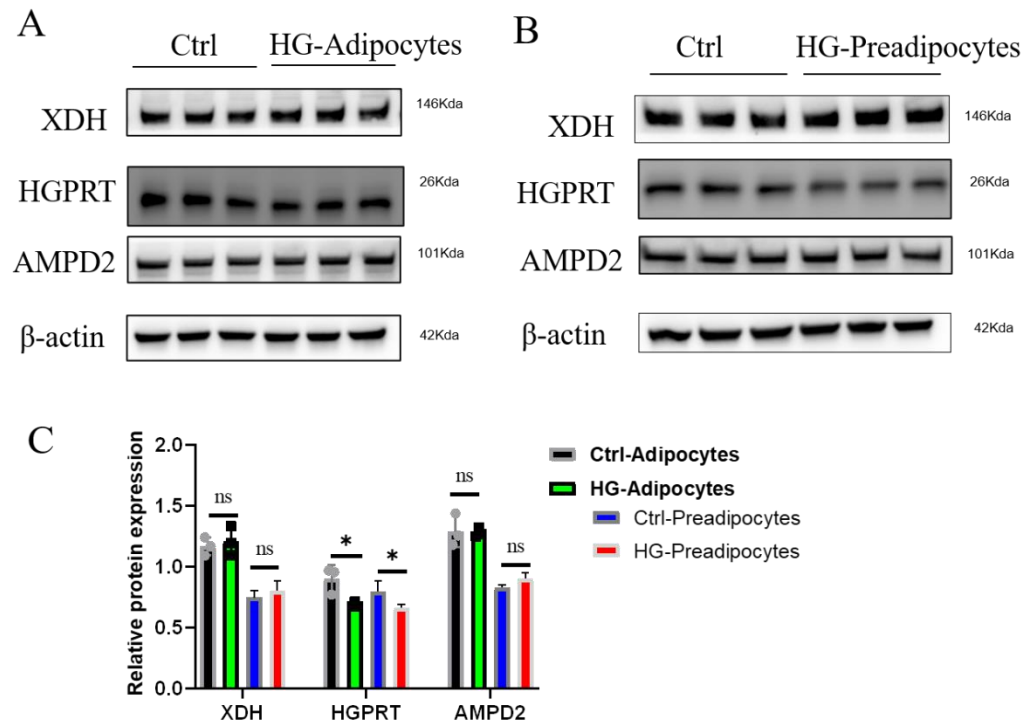 A
Ctrl HG-Adipocytes
XDH 146Kda
HGPRT 26Kda
AMPD2 101Kda
β-actin 42Kda
B
Ctrl HG-Preadipocytes
XDH 146Kda
HGPRT 26Kda
AMPD2 101Kda
β-actin 42Kda
C
Relative protein expression
2.0
1.5
1.0
0.5
0.0
ns
ns
*
*
ns
ns
XDH HGPRT AMPD2
Ctrl-Adipocytes
HG-Adipocytes
Ctrl-Preadipocytes
HG-Preadipocytes